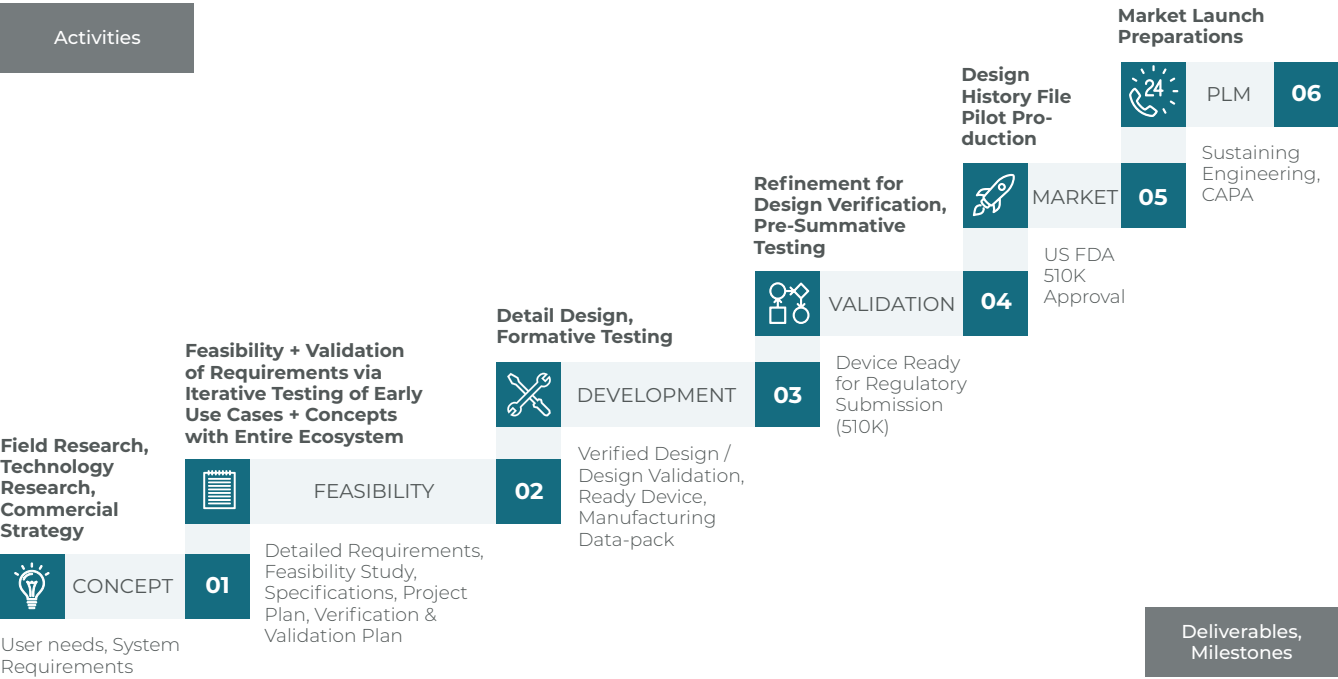 Activities
Market Launch
Preparations
24
PLM
06
Sustaining
Engineering,
CAPA
Design
History File
Pilot Pro-
duction
MARKET
05
US FDA
510K
Approval
Refinement for
Design Verification,
Pre-Summative
Testing
VALIDATION
04
Device Ready
for Regulatory
Submission
(510K)
Detail Design,
Formative Testing
DEVELOPMENT
03
Verified Design /
Design Validation,
Ready Device,
Manufacturing
Data-pack
Feasibility + Validation
of Requirements via
Iterative Testing of Early
Use Cases + Concepts
with Entire Ecosystem
FEASIBILITY
02
Detailed Requirements,
Feasibility Study,
Specifications, Project
Plan, Verification &
Validation Plan
Field Research,
Technology
Research,
Commercial
Strategy
CONCEPT
01
User needs, System
Requirements
Deliverables,
Milestones